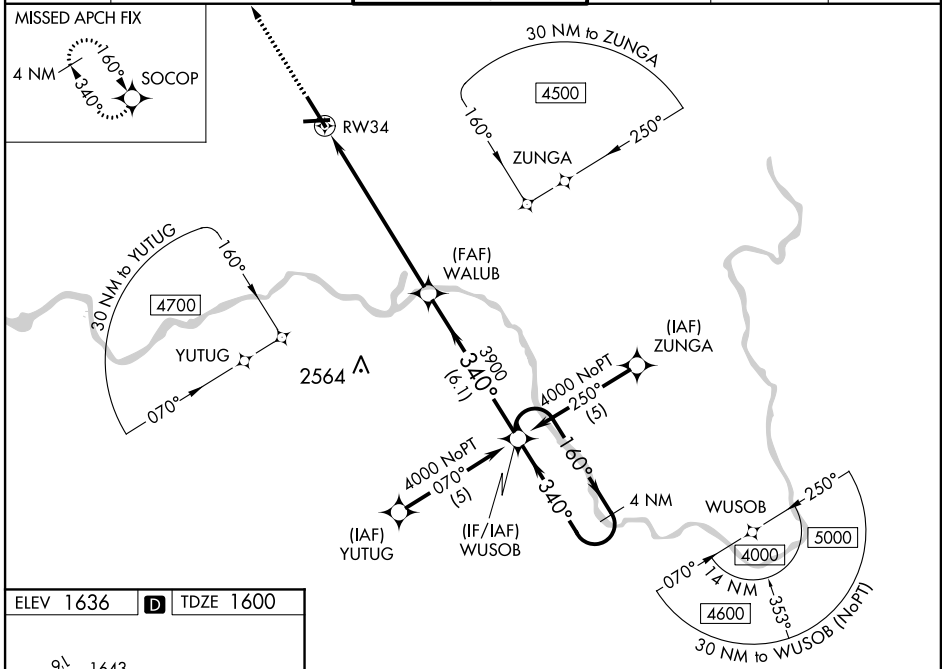 MISSED APCH FIX
4 NM
160°
340°
SOCOP
RW34
30 NM to ZUNGA
4500
160°
250°
ZUNGA
30 NM to YUTUG
160°
4700
YUTUG
070°
2564
(FAF)
WALUB
3900
340°
(6.1)
(IAF)
ZUNGA
4000 NoPT
250°
(5)
4000 NoPT
070°
(5)
(IAF)
YUTUG
(IF/IAF)
WUSOB
160°
340°
4 NM
WUSOB
250°
5000
4000
070°
14 NM
4600
353°
30 NM to WUSOB (NoPT)
ELEV 1636
D
TDZE 1600
1643